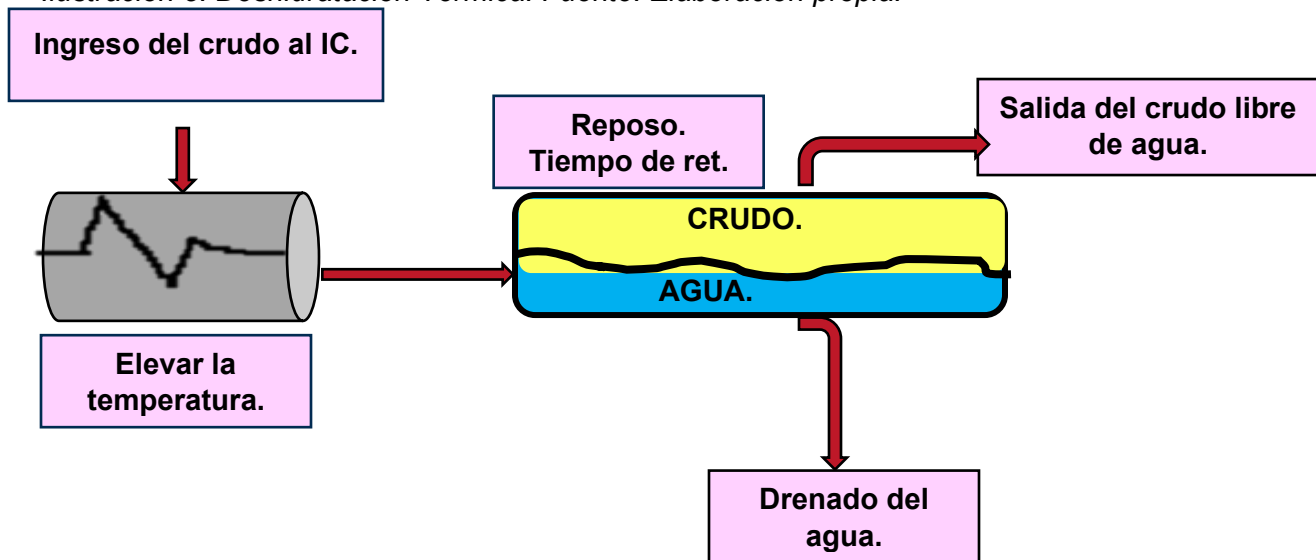 Ingreso del crudo al IC.
Reposo.
Tiempo de ret.
Salida del crudo libre
de agua.
CRUDO.
AGUA.
Elevar la
temperatura.
Drenado del
agua.